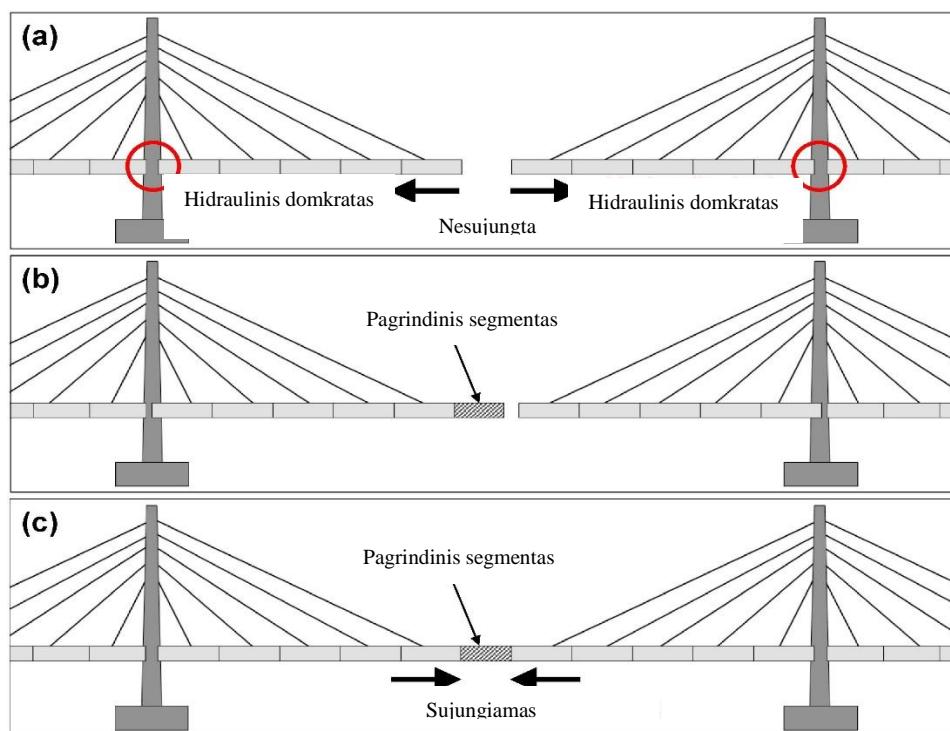 (a)
Hidraulinis domkratas
Hidraulinis domkratas
Nesujungta
(b)
Pagrindinis segmentas
(c)
Pagrindinis segmentas
Sujungiamas